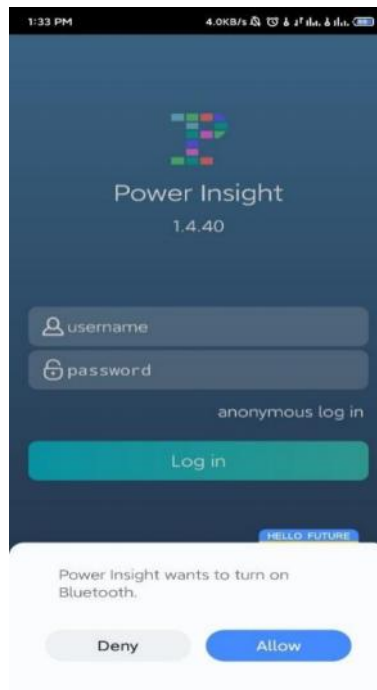 1:33 PM
4.0KB/s
Power Insight
1.4.40
username
password
anonymous log in
Log in
HELLO FUTURE
Power Insight wants to turn on
Bluetooth.
Deny
Allow